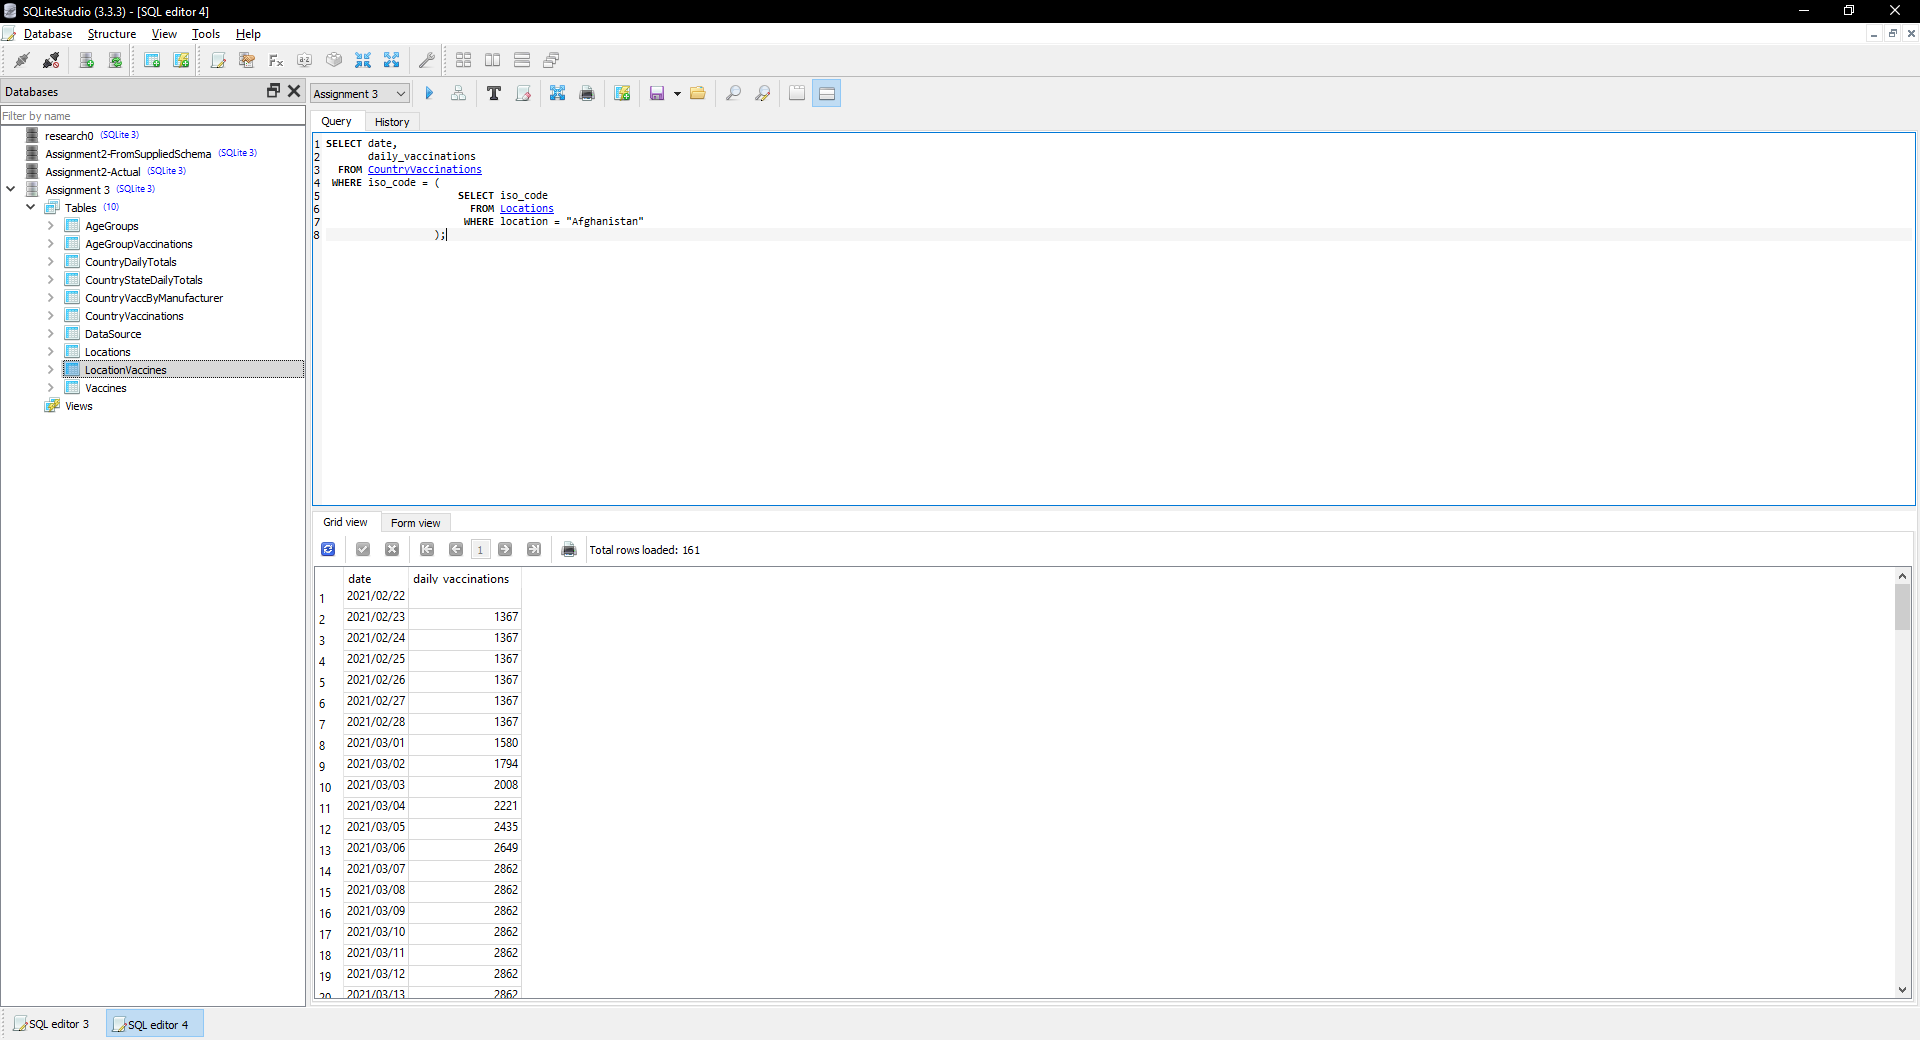 SQLiteStudio (3.3.3) - [SQL editor 4]
Database Structure View Tools Help
Databases
Filter by name
research0 (SQLite 3)
Assignment2-FromSuppliedSchema (SQLite 3)
Assignment2-Actual (SQLite 3)
Assignment 3 (SQLite 3)
Tables (10)
AgeGroups
AgeGroupVaccinations
CountryDailyTotals
CountryStateDailyTotals
CountryVaccByManufacturer
CountryVaccinations
DataSource
Locations
LocationVaccines
Vaccines
Views
Assignment 3
Query History
1 SELECT date,
2 daily_vaccinations
3 FROM CountryVaccinations
4 WHERE iso_code = (
5 SELECT iso_code
6 FROM Locations
7 WHERE location = "Afghanistan"
8 );
Grid view Form view
1 Total rows loaded: 161
date daily_vaccinations
1 2021/02/22
2 2021/02/23 1367
3 2021/02/24 1367
4 2021/02/25 1367
5 2021/02/26 1367
6 2021/02/27 1367
7 2021/02/28 1367
8 2021/03/01 1580
9 2021/03/02 1794
10 2021/03/03 2008
11 2021/03/04 2221
12 2021/03/05 2435
13 2021/03/06 2649
14 2021/03/07 2862
15 2021/03/08 2862
16 2021/03/09 2862
17 2021/03/10 2862
18 2021/03/11 2862
19 2021/03/12 2862
20 2021/03/13 2862
SQL editor 3 SQL editor 4